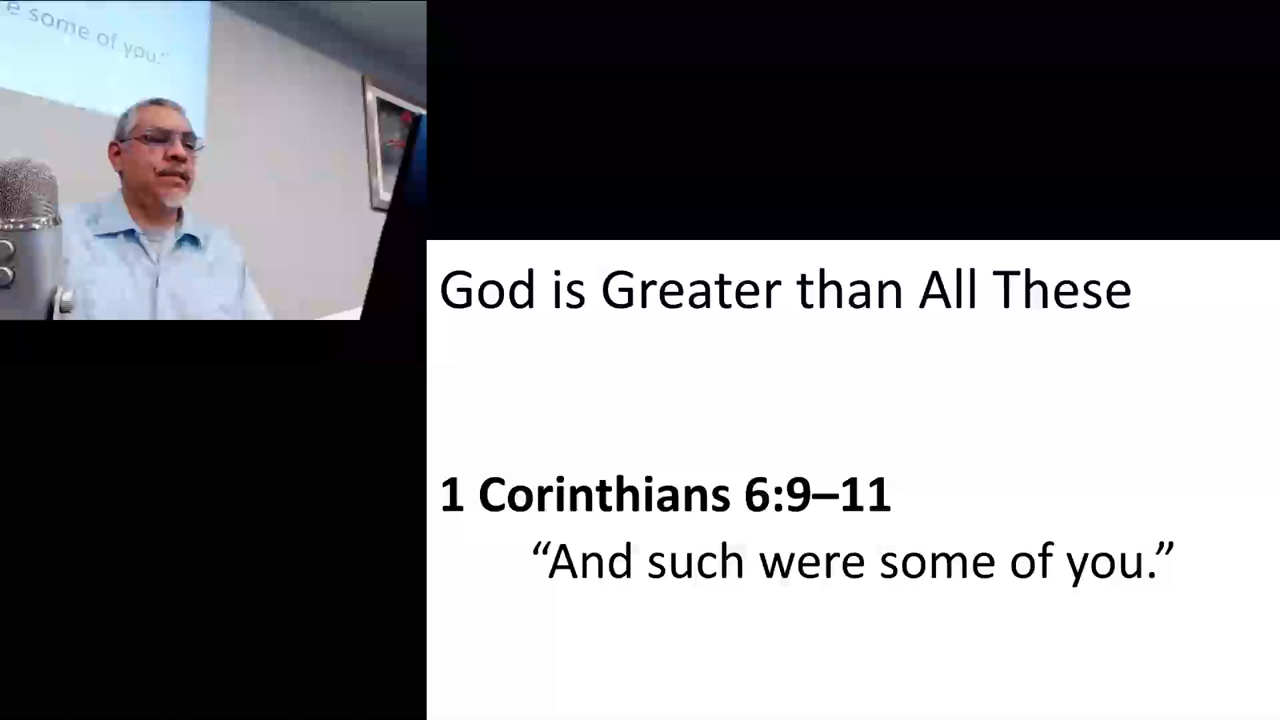 e some of you.”
God is Greater than All These
1 Corinthians 6:9–11
“And such were some of you.”